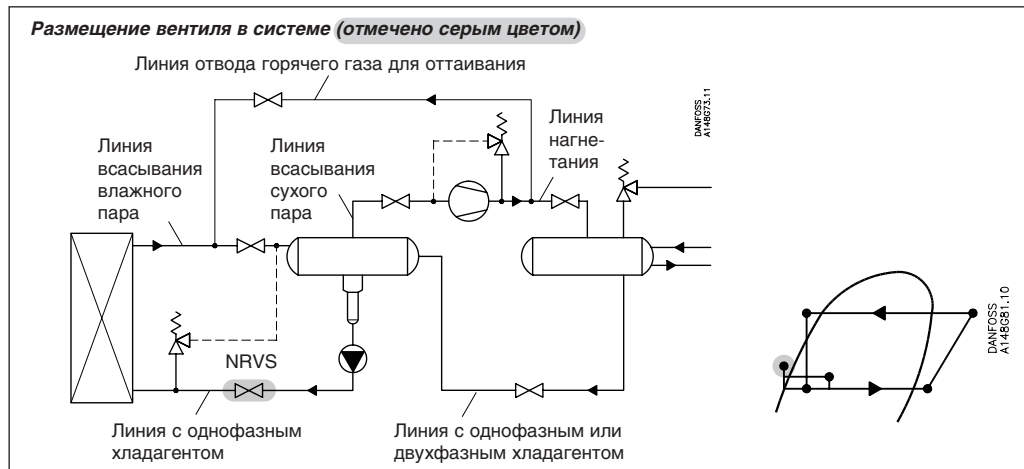 Размещение вентиля в системе (отмечено серым цветом)
Линия отвода горячего газа для оттаивания
DANFOSS
A148G73.11
Линия
нагне-
тания
Линия
всасывания
влажного
пара
Линия
всасывания
сухого
пара
NRVS
DANFOSS
A148G81.10
Линия с однофазным
хладагентом
Линия с однофазным или
двухфазным хладагентом